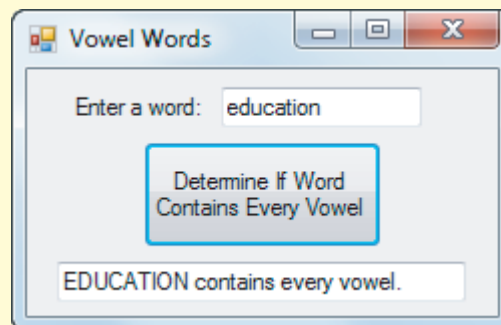 Vowel Words
Enter a word: education
Determine If Word
Contains Every Vowel
EDUCATION contains every vowel.